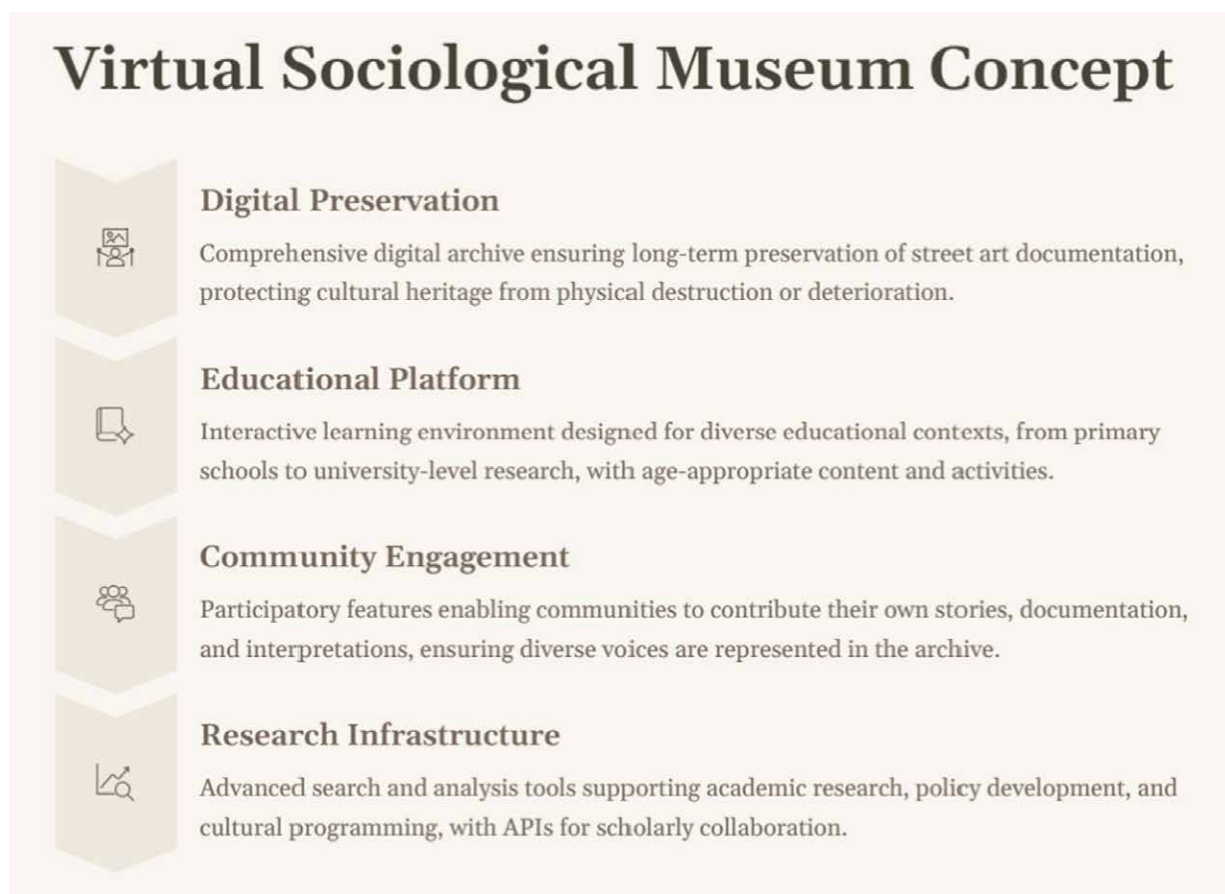 Virtual Sociological Museum Concept
Digital Preservation
Comprehensive digital archive ensuring long-term preservation of street art documentation,
protecting cultural heritage from physical destruction or deterioration.
Educational Platform
Interactive learning environment designed for diverse educational contexts, from primary
schools to university-level research, with age-appropriate content and activities.
Community Engagement
Participatory features enabling communities to contribute their own stories, documentation,
and interpretations, ensuring diverse voices are represented in the archive.
Research Infrastructure
Advanced search and analysis tools supporting academic research, policy development, and
cultural programming, with APIs for scholarly collaboration.